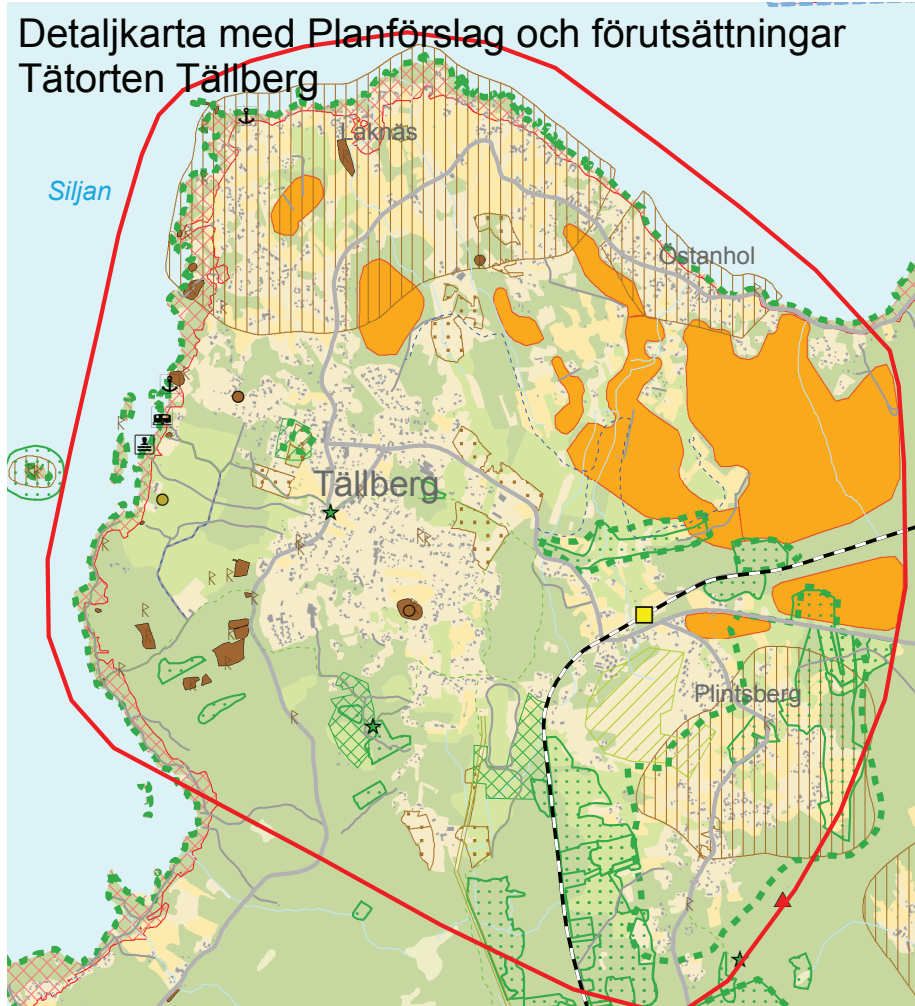 Detaljkarta med Planförslag och förutsättningar
Tätorten Tällberg
Laknäs
Siljan
Östanhol
Tällberg
Plintsberg